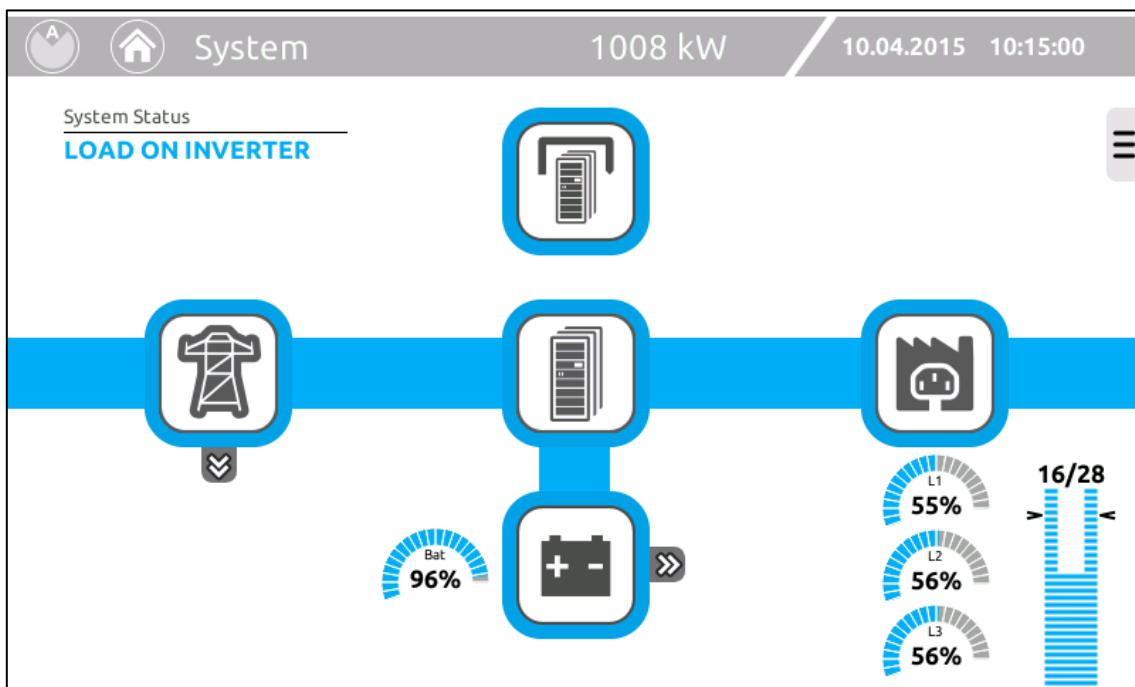 A
System
1008 kW
10.04.2015 10:15:00
System Status
LOAD ON INVERTER
Bat
96%
L1
55%
L2
56%
L3
56%
16/28